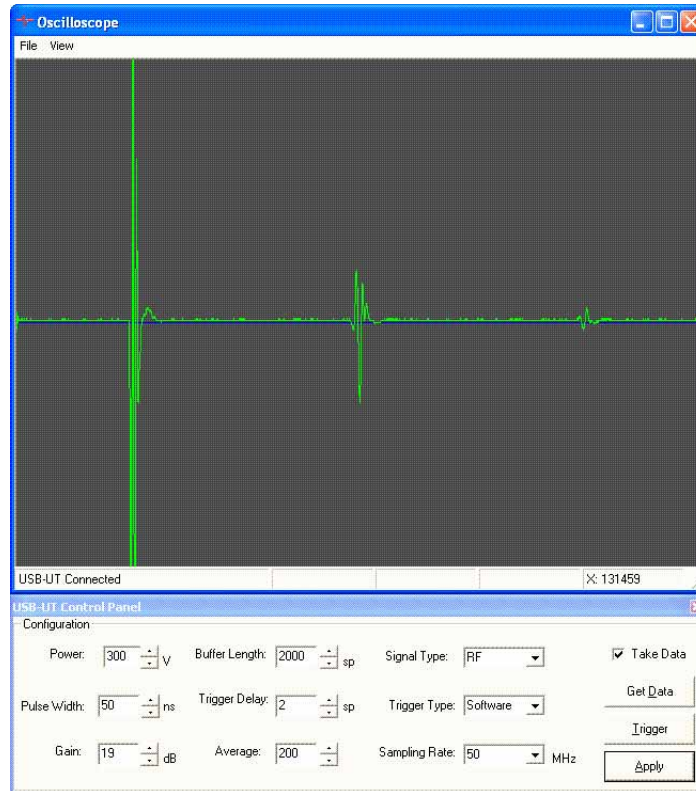 Oscilloscope
File View
USB-UT Connected X: 131459
USB-UT Control Panel
Configuration
Power: 300 V Buffer Length: 2000 sp Signal Type: RF Take Data
Pulse Width: 50 ns Trigger Delay: 2 sp Trigger Type: Software Get Data
Trigger
Gain: 19 dB Average: 200 Sampling Rate: 50 MHz Apply